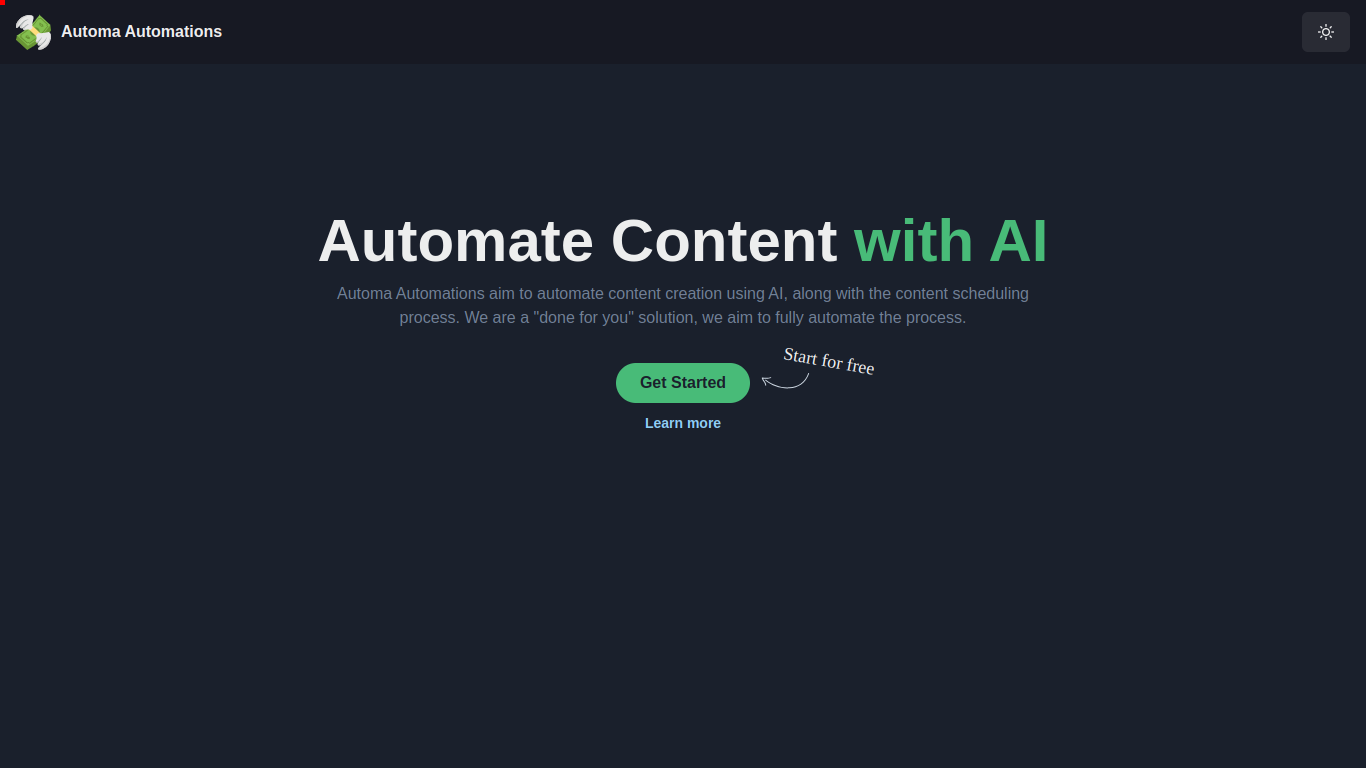 Automa Automations
Automate Content with AI
Automa Automations aim to automate content creation using AI, along with the content scheduling
process. We are a "done for you" solution, we aim to fully automate the process.
Start for free
Get Started
Learn more